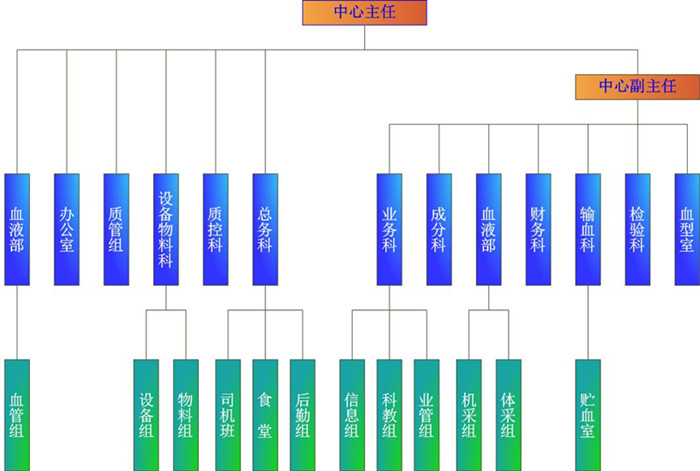 中心主任
中心副主任
血液部
办公室
质管组
设备物料科
质控科
总务科
业务科
成分科
血液部
财务科
输血科
检验科
血型室
血管组
设备组
物料组
司机班
食 堂
后勤组
信息组
科教组
业管组
机采组
体采组
贮血室